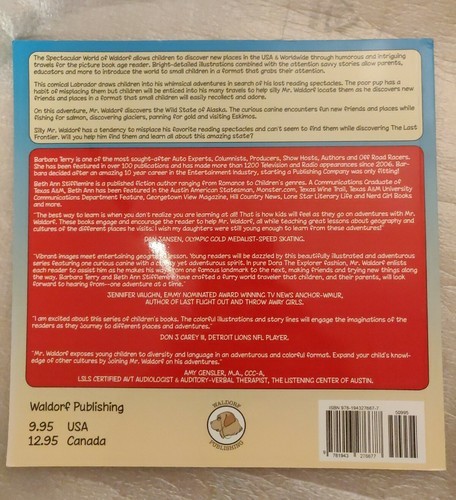 The Spectacular World of Waldorf allows children to discover new places in the USA & Worldwide through humorous and intriguing
travels for the picture book age reader. Bright-detailed illustrations combined with the attention savvy stories allow parents,
educators and more to introduce the world to small children in a format that grabs their attention.
This comical Labrador draws children into his whimsical adventures in search of his lost reading spectacles. The poor pup has a
habit of misplacing them but children will be enticed into his many travels to help silly Mr. Waldorf locate them as he discovers new
friends and places in a format that small children will easily recollect and adore.
On this adventure, Mr. Waldorf discovers the Wild State of Alaska. The curious canine encounters fun new friends and places while
fishing for salmon, discovering glaciers, panning for gold and visiting Eskimos.
Silly Mr. Waldorf has a tendency to misplace his favorite reading spectacles and can't seem to find them while discovering The Last
Frontier. Will you help him find them and learn all about this amazing state?
Barbara Terry is one of the most sought-after Auto Experts, Columnists, Producers, Show Hosts, Authors and Off Road Racers.
She has been featured in over 100 publications and has made more than 1200 Television and Radio appearances since 2006. Bar-
bara decided after an amazing 10 year career in the Entertainment Industry, starting a Publishing Company was only fitting!
Beth Ann Stifflemire is a published fiction author ranging from Romance to Children's genres. A Communications Graduate of
Texas A&M, Beth Ann has been featured in the Austin American Statesman, Monster.com, Texas Wine Trail, Texas A&M University
Communications Department Feature, Georgetown View Magazine, Hill Country News, Lone Star Literary Life and Nerd Girl Books
and more.
"The best way to learn is when you don't realize you are learning at all! That is how kids will feel as they go on adventures with Mr.
Waldorf. These books engage and encourage the reader to help Mr. Waldorf, all while teaching great lessons about geography and
cultures of the different places he visits. I wish my daughters were still young enough to learn from these adventures!"
DAN JANSEN, OLYMPIC GOLD MEDALIST-SPEED SKATING.
"Vibrant images meet entertaining lesson. Young readers will be dazzled by this beautifully illustrated and adventurous
series featuring one curious canine with a yet adventurous spirit. In pure Dora The Explorer fashion, Mr. Waldorf enlists
each reader to assist him as he makes his way from one famous landmark to the next, making friends and trying new things along
the way. Barbara Terry and Beth Ann Stifflemire have crafted a furry world traveler that children, and their parents, will look
forward to hearing from—one adventure at a time."
JENNIFER VAUGHN, EMMY NOMINATED AWARD WINNING TV NEWS ANCHOR-WMUR,
AUTHOR OF LAST FLIGHT OUT AND THROW AWAY GIRLS.
"I am excited about this series of children's books. The colorful illustrations and story lines will engage the imaginations of the
readers as they journey to different places and adventures."
DON J CAREY III, DETROIT LIONS NFL PLAYER.
"Mr. Waldorf exposes young children to diversity and language in an adventurous and colorful format. Expand your child's knowl-
edge of other cultures by joining Mr. Waldorf on his adventures."
AMY GENSLER, M.A., CCC-A,
LSLS CERTIFIED AVT AUDIOLOGIST & AUDITORY-VERBAL THERAPIST, THE LISTENING CENTER OF AUSTIN.
Waldorf Publishing
9.95 USA
12.95 Canada
WALDORF
PUBLISHING